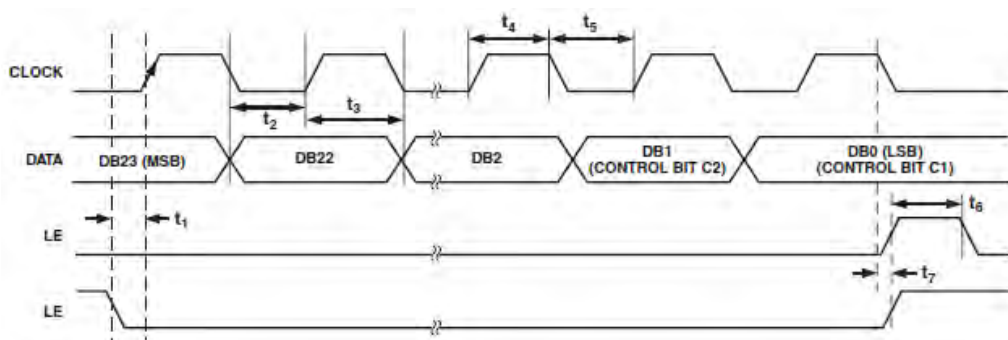 t4
t5
CLOCK
t2
t3
DATA
DB23 (MSB)
DB22
DB2
DB1
(CONTROL BIT C2)
DB0 (LSB)
(CONTROL BIT C1)
t1
t6
LE
t7
LE